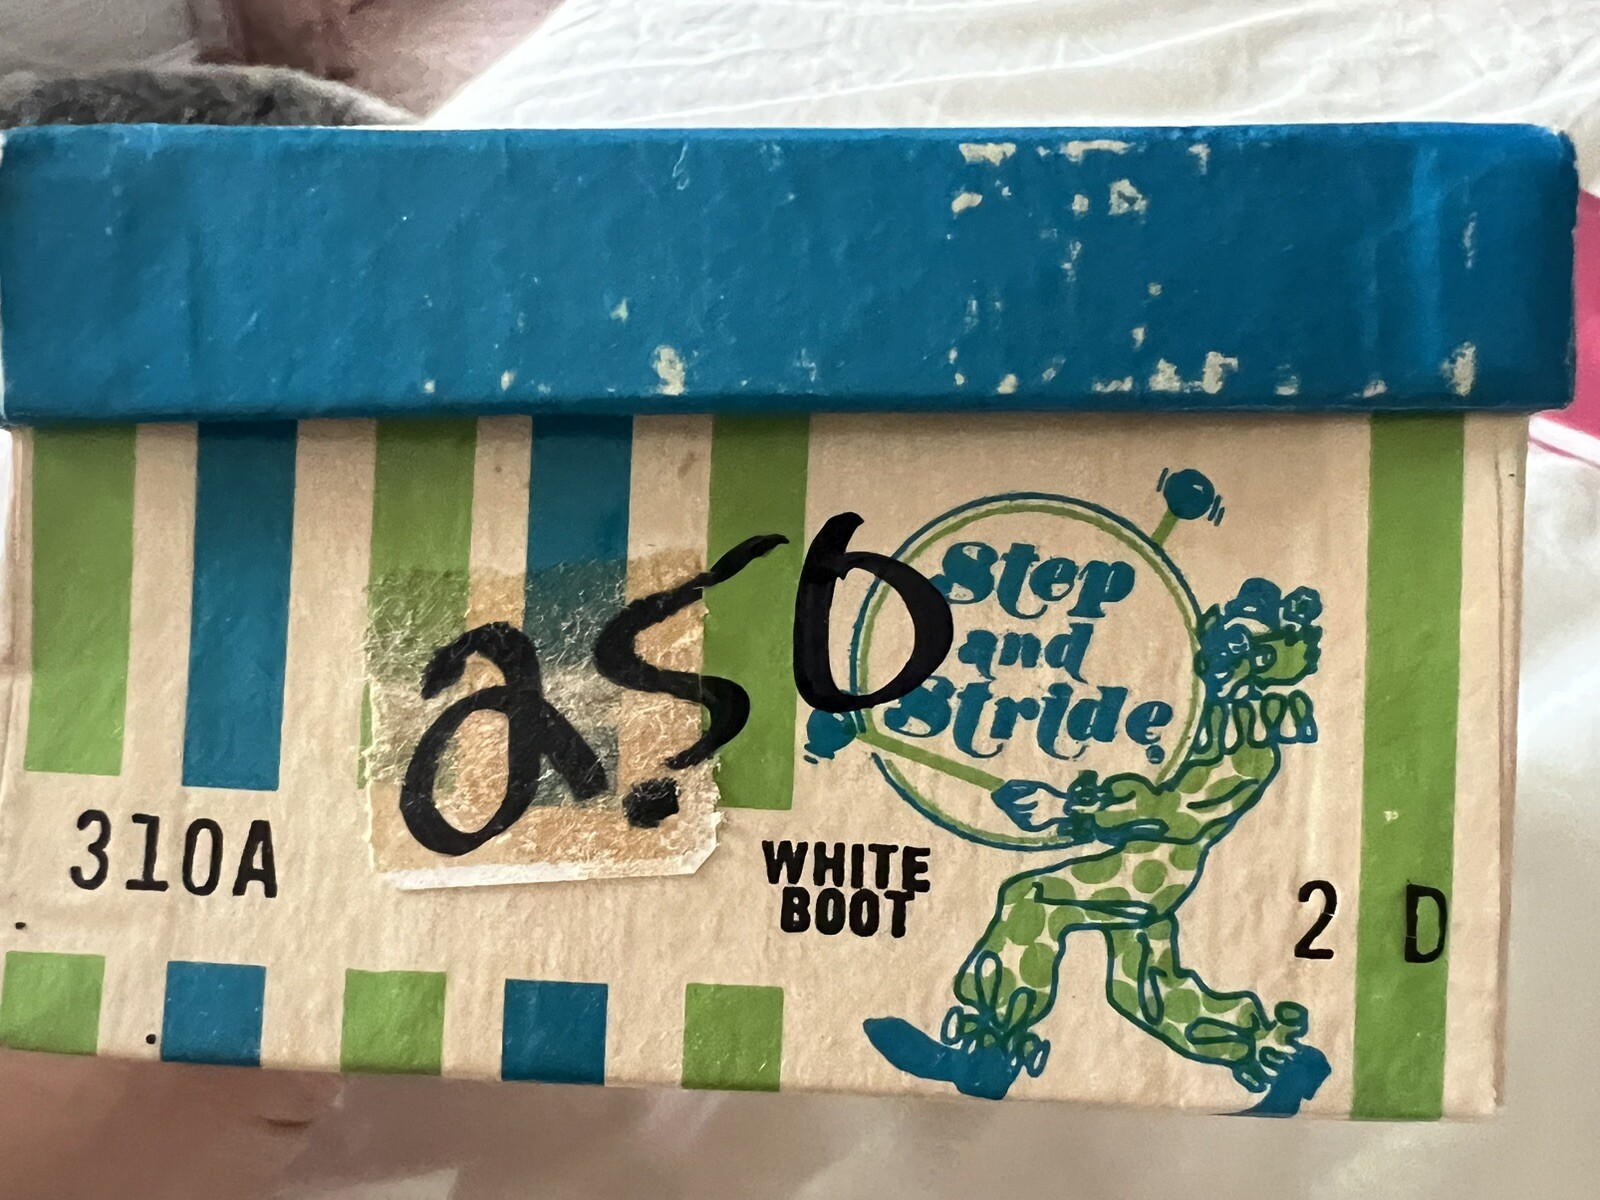 Step
and
Stride
2.50
310A
WHITE
BOOT
2 D